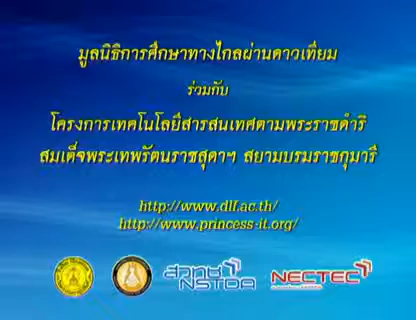 มูลนิธิการศึกษาทางไกลผ่านดาวเทียม
ร่วมกับ
โครงการเทคโนโลยีสารสนเทศตามพระราชดำริ
สมเด็จพระเทพรัตนราชสุดาฯ สยามบรมราชกุมารี
http://www.dlf.ac.th/
http://www.princess-it.org/
สวทช
NSTDA
NECTEC